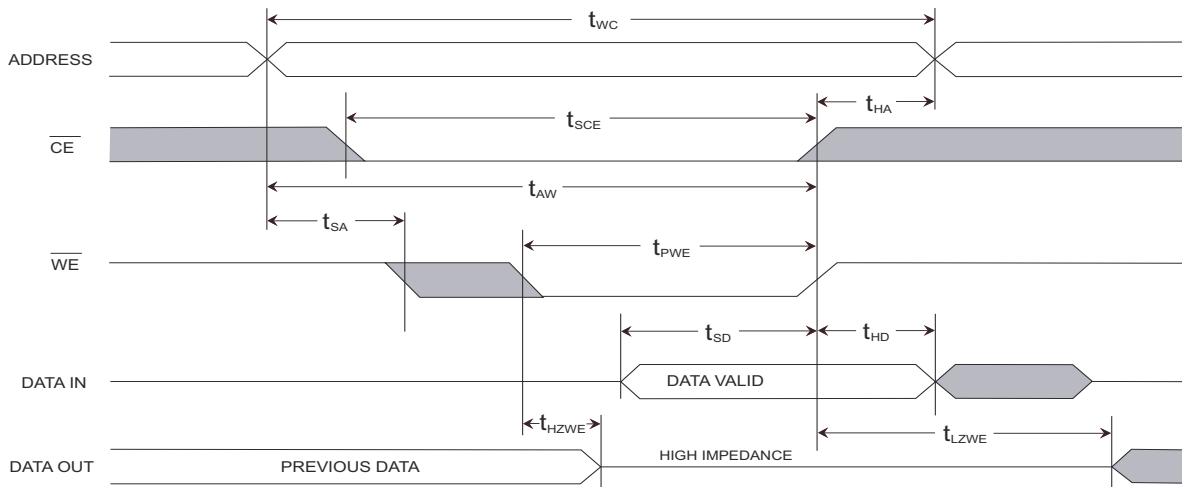 tWC
ADDRESS
tHA
tSCE
CE
tAW
tSA
tPWE
WE
tSD
tHD
DATA IN
DATA VALID
tHZWE
tLZWE
DATA OUT
PREVIOUS DATA
HIGH IMPEDANCE